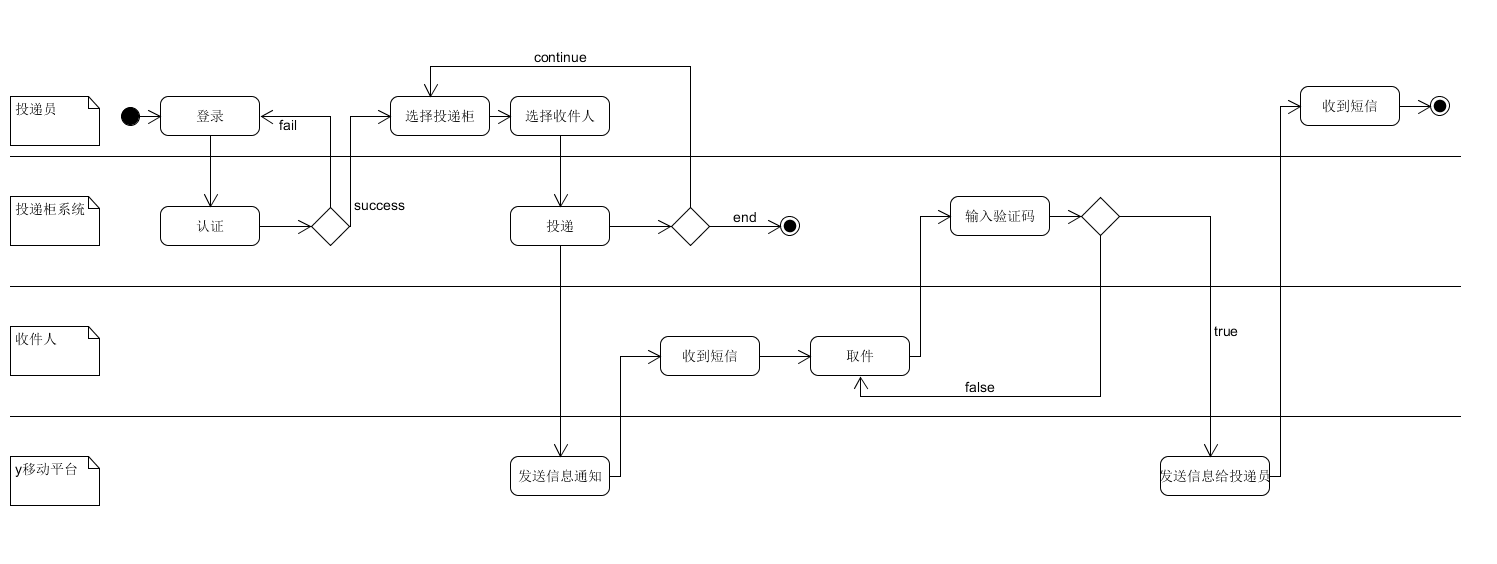 continue
投递员
登录
fail
选择投递柜
选择收件人
收到短信
success
投递柜系统
认证
投递
end
输入验证码
收件人
收到短信
取件
true
false
y移动平台
发送信息通知
发送信息给投递员